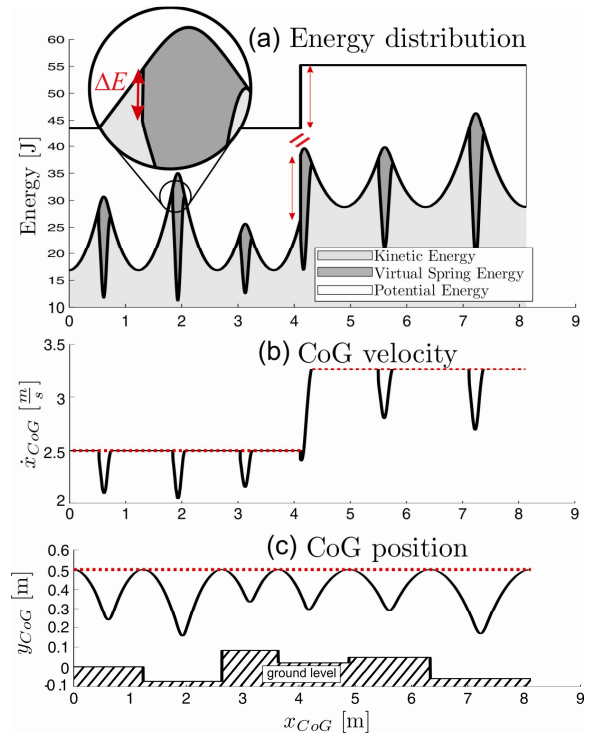 (a) Energy distribution
ΔE
Energy [J]
62
60
55
50
45
40
35
30
25
20
15
10
Kinetic Energy
Virtual Spring Energy
Potential Energy
0 1 2 3 4 5 6 7 8 9
(b) CoG velocity
ẋ_CoG [m/s]
3.5
3
2.5
2
0 1 2 3 4 5 6 7 8 9
(c) CoG position
y_CoG [m]
0.6
0.5
0.4
0.3
0.2
0.1
0
-0.1
ground level
0 1 2 3 4 5 6 7 8 9
x_CoG [m]